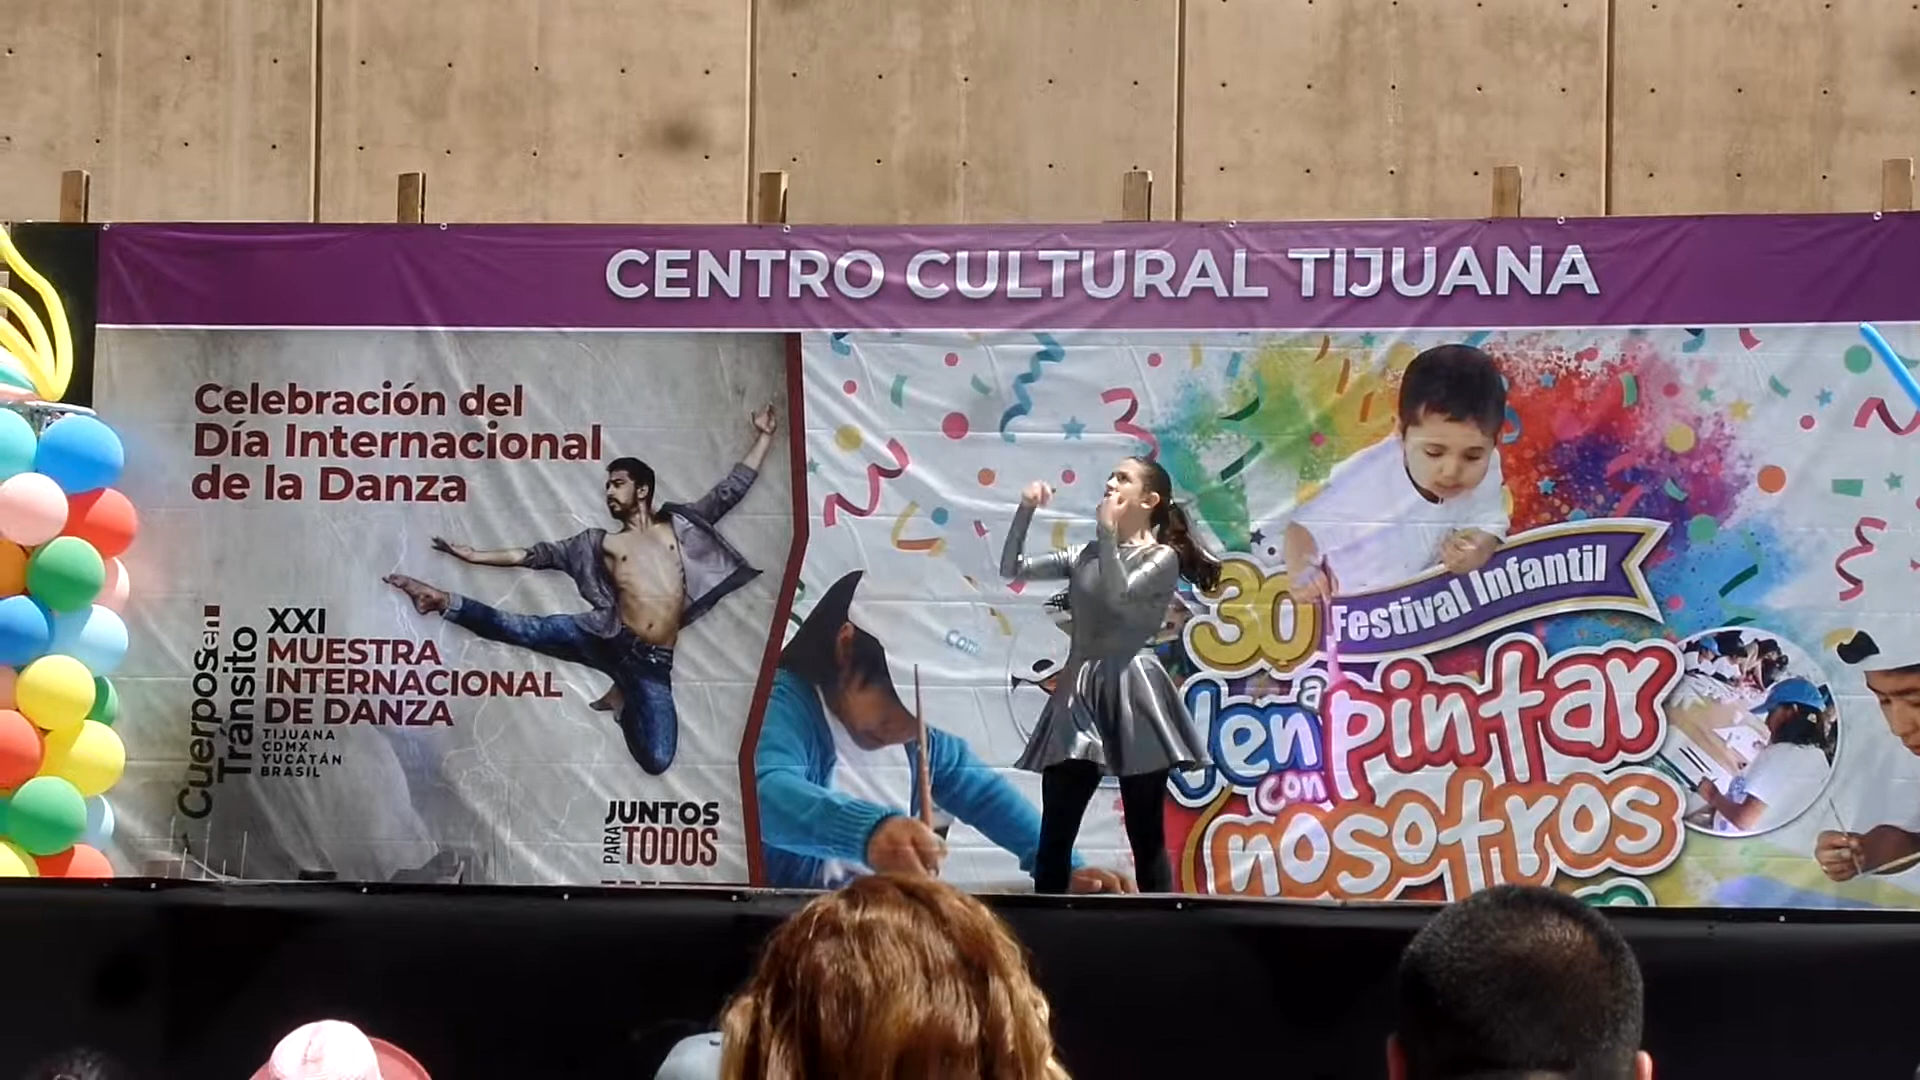 CENTRO CULTURAL TIJUANA
Celebración del
Día Internacional
de la Danza
Cuerpos en
Tránsito
XXI
MUESTRA
INTERNACIONAL
DE DANZA
TIJUANA
CDMX
YUCATÁN
BRASIL
JUNTOS
PARA
TODOS
30
Festival Infantil
Ven a
pintar
con
nosotros